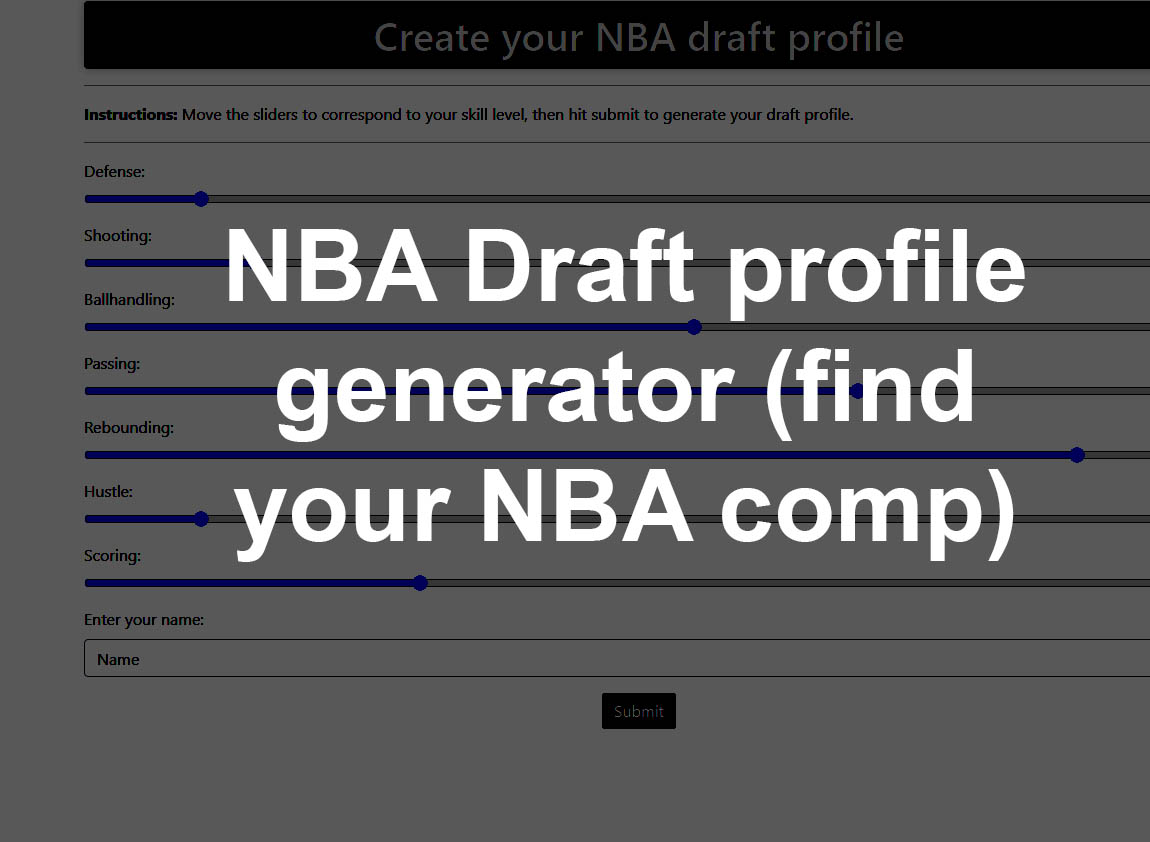 Create your NBA draft profile
Instructions: Move the sliders to correspond to your skill level, then hit submit to generate your draft profile.
Defense:
Shooting:
NBA Draft profile
Ballhandling:
Passing:
generator (find
Rebounding:
Hustle:
your NBA comp)
Scoring:
Enter your name:
Name
Submit